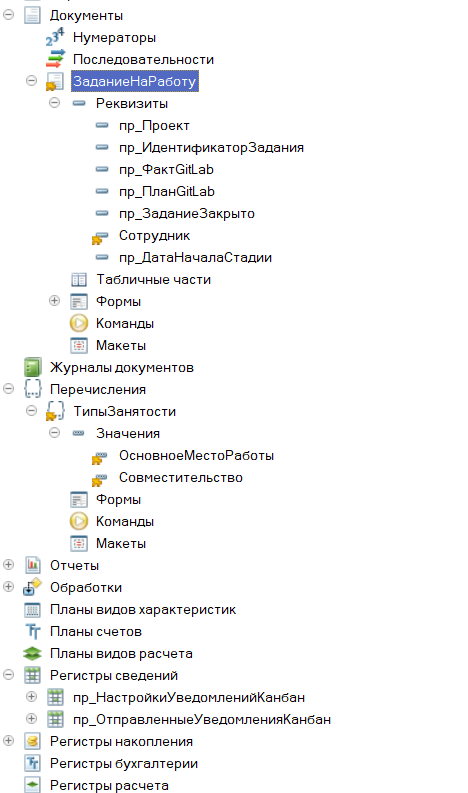 Документы
Нумераторы
Последовательности
ЗаданиеНаРаботу
Реквизиты
пр_Проект
пр_ИдентификаторЗадания
пр_ФактGitLab
пр_ПланGitLab
пр_ЗаданиеЗакрыто
Сотрудник
пр_ДатаНачалаСтадии
Табличные части
Формы
Команды
Макеты
Журналы документов
Перечисления
ТипыЗанятости
Значения
ОсновноеМестоРаботы
Совместительство
Формы
Команды
Макеты
Отчеты
Обработки
Планы видов характеристик
Планы счетов
Планы видов расчета
Регистры сведений
пр_НастройкиУведомленийКанбан
пр_ОтправленныеУведомленияКанбан
Регистры накопления
Регистры бухгалтерии
Регистры расчета